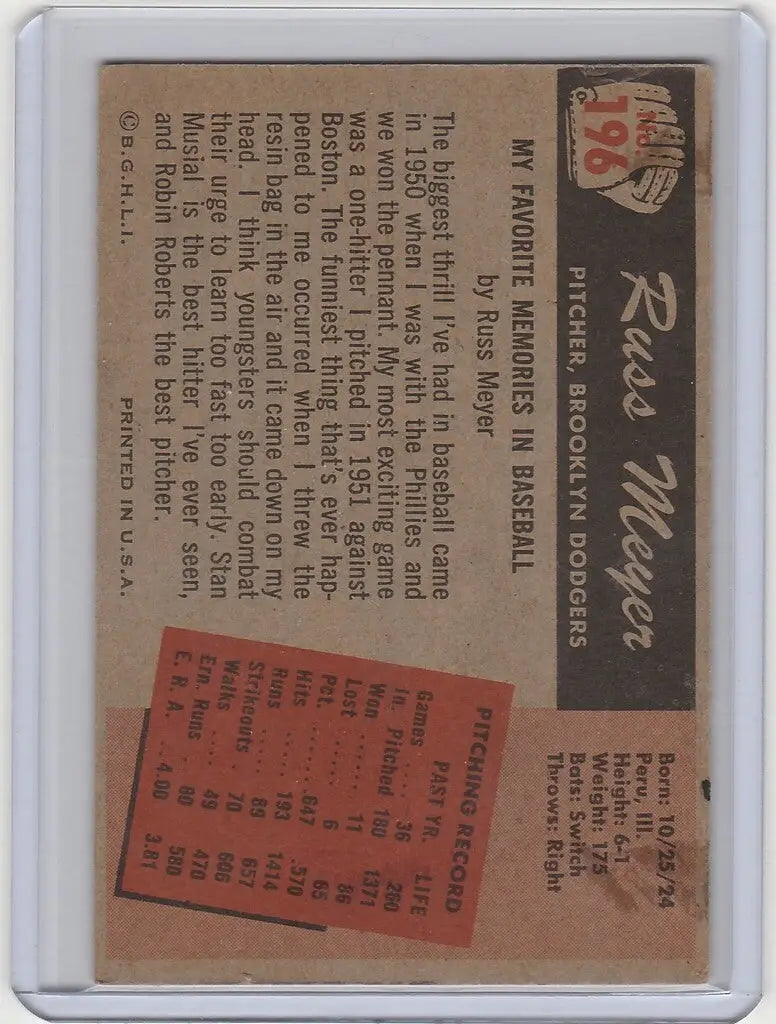 No.
196
Russ Meyer
PITCHER, BROOKLYN DODGERS
Born: 10/25/24
Peru, Ill.
Height: 6-1
Weight: 175
Bats: Switch
Throws: Right
MY FAVORITE MEMORIES IN BASEBALL
by Russ Meyer
The biggest thrill I've had in baseball came
in 1950 when I was with the Phillies and
we won the pennant. My most exciting game
was a one-hitter I pitched in 1951 against
Boston. The funniest thing that's ever hap-
pened to me occurred when I threw the
resin bag in the air and it came down on my
head. I think youngsters should combat
their urge to learn too fast too early. Stan
Musial is the best hitter I've ever seen,
and Robin Roberts the best pitcher.
©B.G.H.L.I. PRINTED IN U.S.A.
PITCHING RECORD
PAST YR. LIFE
Games .... 36 260
In. Pitched 180 1371
Won ...... 11 86
Lost ...... 6 65
Pct. ...... .647 .570
Hits ...... 193 1414
Runs ..... 89 657
Strikeouts .. 70 606
Walks .... 49 470
Ern. Runs .. 80 580
E. R. A. .. 4.00 3.81